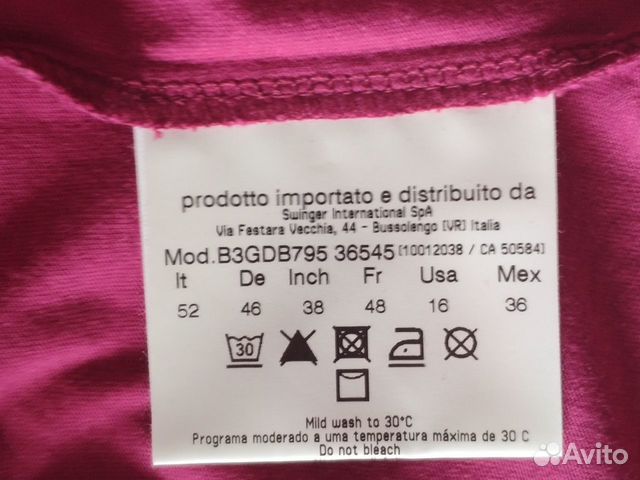 prodotto importato e distribuito da
Swinger International SpA
Via Festara Vecchia, 44 - Bussolengo [VR] Italia
Mod.B3GDB795 36545 [10012038 / CA 50584]
It De Inch Fr Usa Mex
52 46 38 48 16 36
30
Mild wash to 30°C
Programa moderado a uma temperatura máxima de 30 C
Do not bleach
Avito